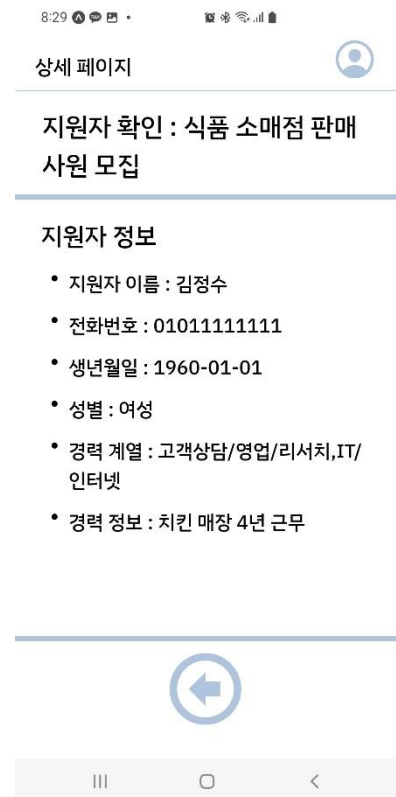 8:29
상세 페이지
지원자 확인 : 식품 소매점 판매
사원 모집
지원자 정보
• 지원자 이름 : 김정수
• 전화번호 : 01011111111
• 생년월일 : 1960-01-01
• 성별 : 여성
• 경력 계열 : 고객상담/영업/리서치,IT/
인터넷
• 경력 정보 : 치킨 매장 4년 근무